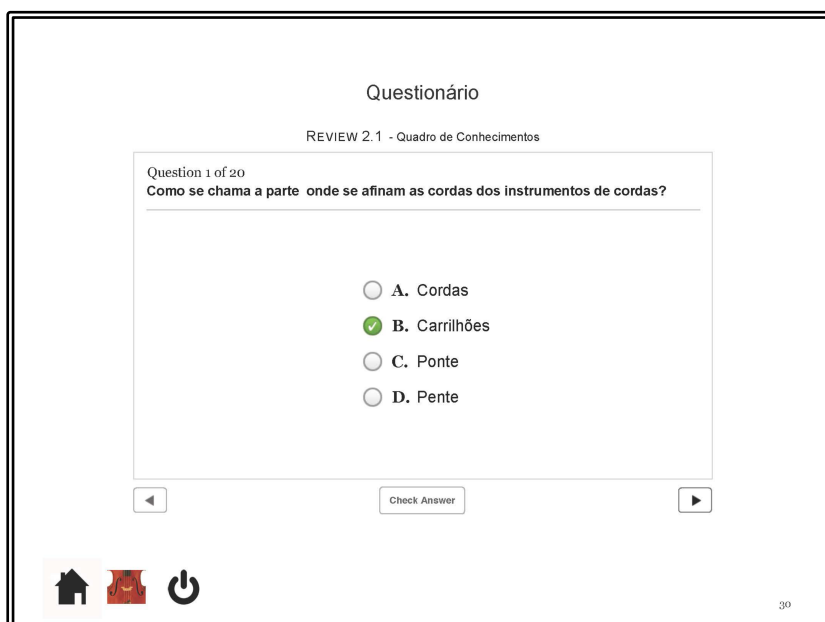 Questionário
REVIEW 2.1 - Quadro de Conhecimentos
Question 1 of 20
Como se chama a parte onde se afinam as cordas dos instrumentos de cordas?
A. Cordas
B. Carrilhões
C. Ponte
D. Pente
Check Answer
30